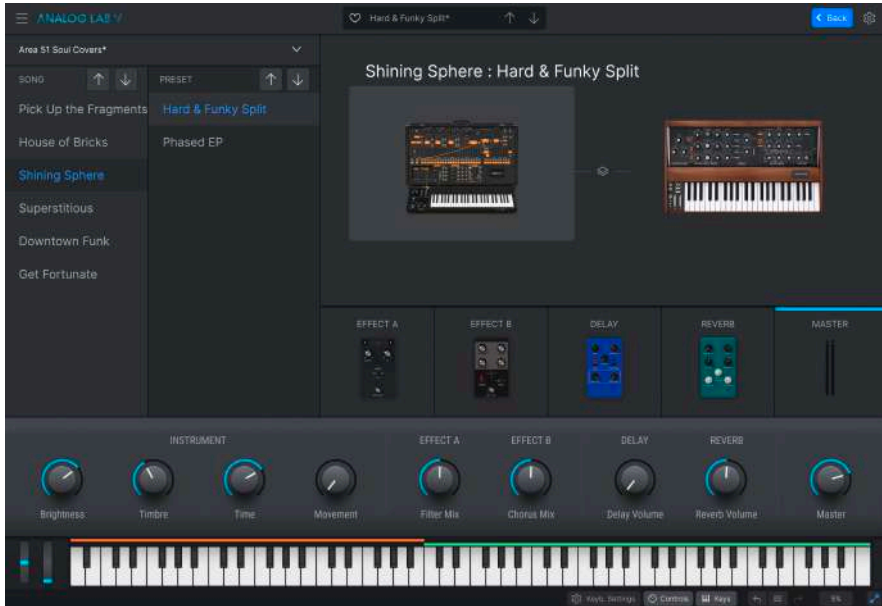 ANALOG LAB V
Hard & Funky Split*
Back
Area 51 Soul Covers*
SONG
PRESET
Pick Up the Fragments
Hard & Funky Split
House of Bricks
Phased EP
Shining Sphere
Superstitious
Downtown Funk
Get Fortunate
Shining Sphere : Hard & Funky Split
EFFECT A
EFFECT B
DELAY
REVERB
MASTER
INSTRUMENT
EFFECT A
EFFECT B
DELAY
REVERB
Brightness
Timbre
Time
Movement
Filter Mix
Chorus Mix
Delay Volume
Reverb Volume
Master
Keyb. Settings
Controls
Keys